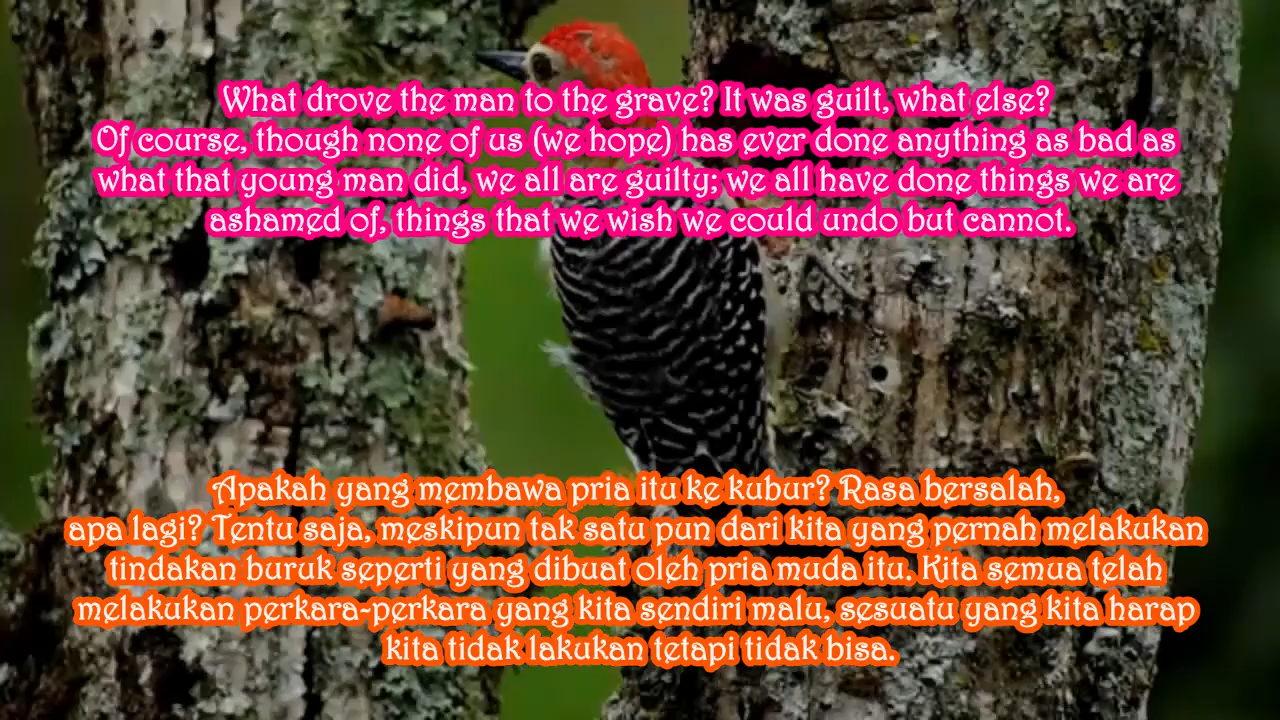 What drove the man to the grave? It was guilt, what else?
Of course, though none of us (we hope) has ever done anything as bad as
what that young man did, we all are guilty; we all have done things we are
ashamed of, things that we wish we could undo but cannot.
Apakah yang membawa pria itu ke kubur? Rasa bersalah,
apa lagi? Tentu saja, meskipun tak satu pun dari kita yang pernah melakukan
tindakan buruk seperti yang dibuat oleh pria muda itu. Kita semua telah
melakukan perkara-perkara yang kita sendiri malu, sesuatu yang kita harap
kita tidak lakukan tetapi tidak bisa.